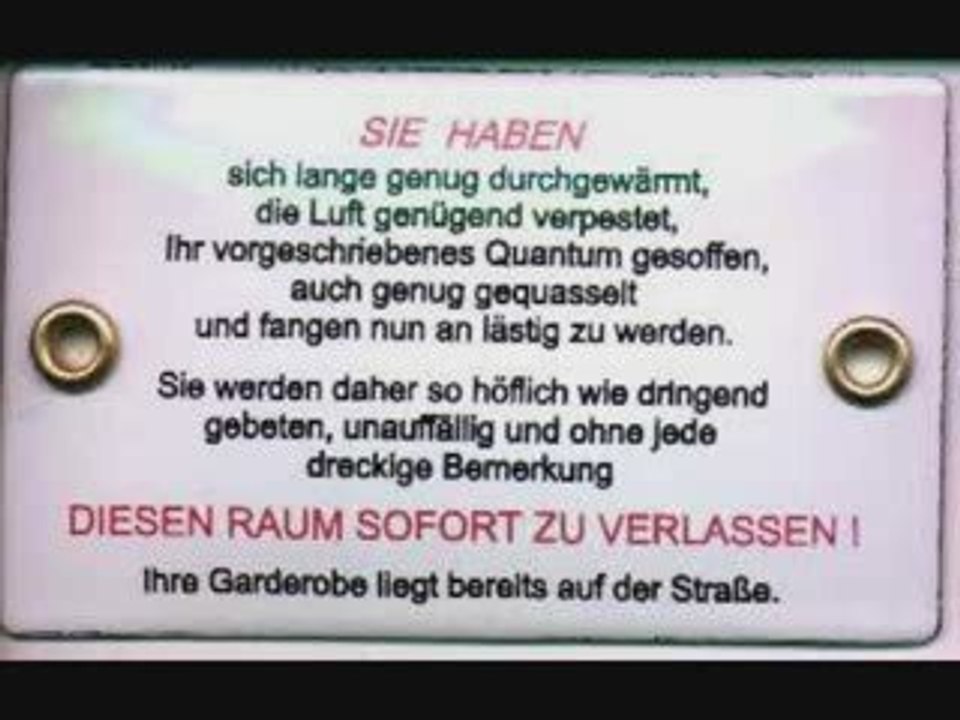 SIE HABEN
sich lange genug durchgewärmt,
die Luft genügend verpestet,
Ihr vorgeschriebenes Quantum gesoffen,
auch genug gequasselt
und fangen nun an lästig zu werden.
Sie werden daher so höflich wie dringend
gebeten, unauffällig und ohne jede
dreckige Bemerkung
DIESEN RAUM SOFORT ZU VERLASSEN !
Ihre Garderobe liegt bereits auf der Straße.